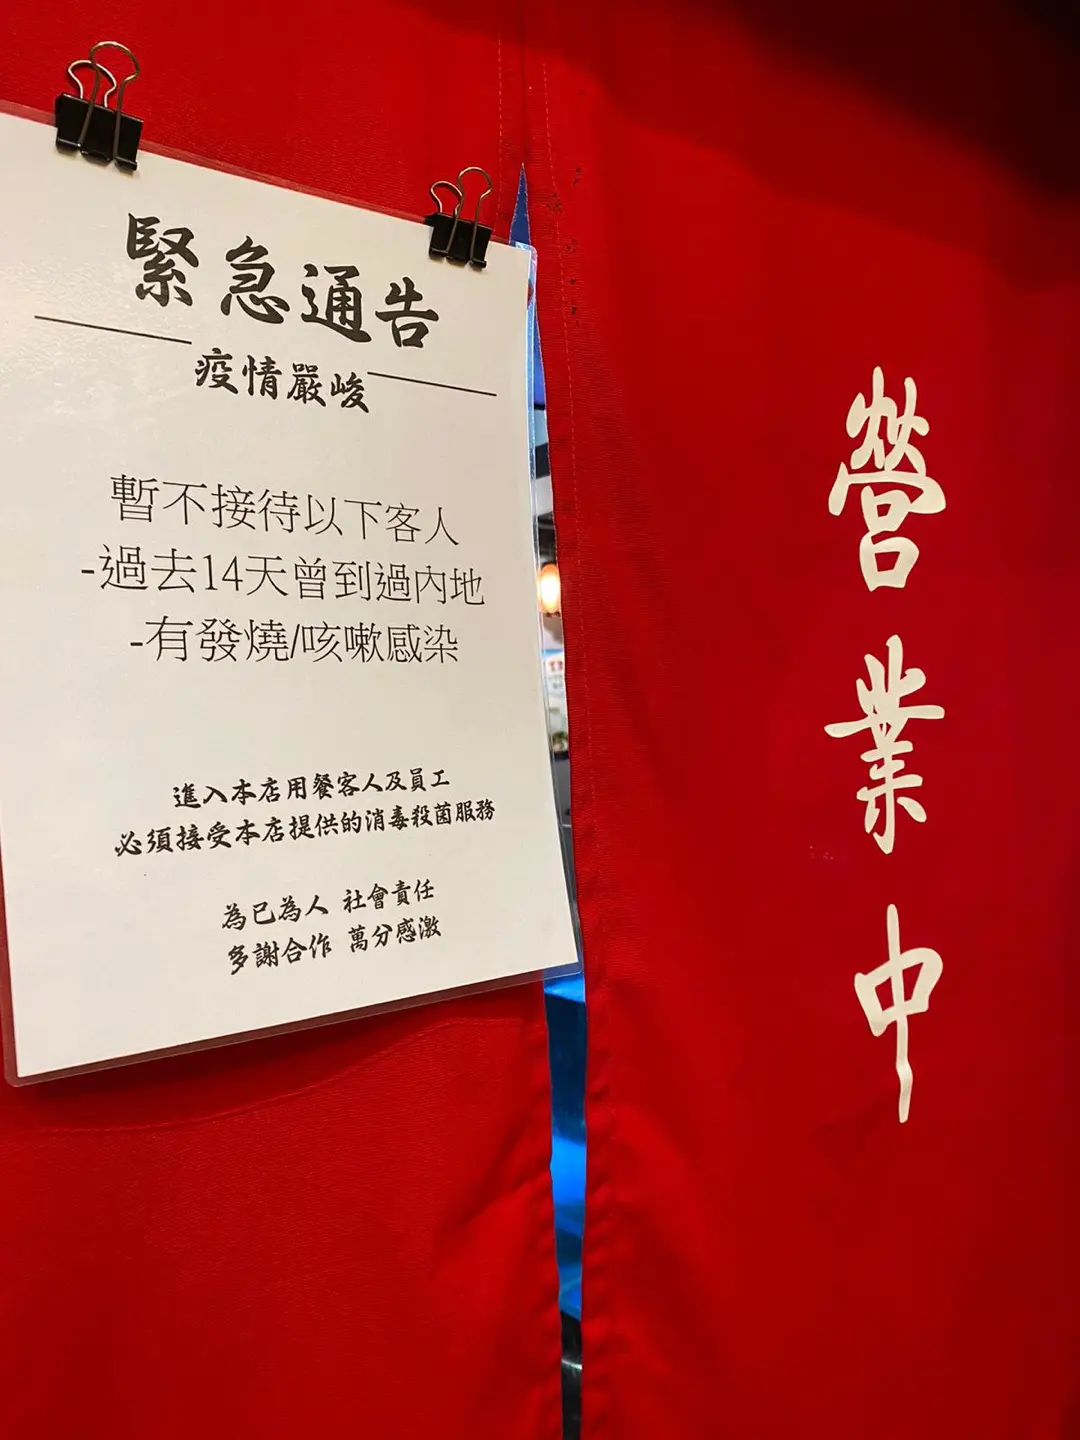 緊急通告
疫情嚴峻
暫不接待以下客人
-過去14天曾到過內地
-有發燒/咳嗽感染
進入本店用餐客人及員工
必須接受本店提供的消毒殺菌服務
為已為人 社會責任
多謝合作 萬分感激
營業中